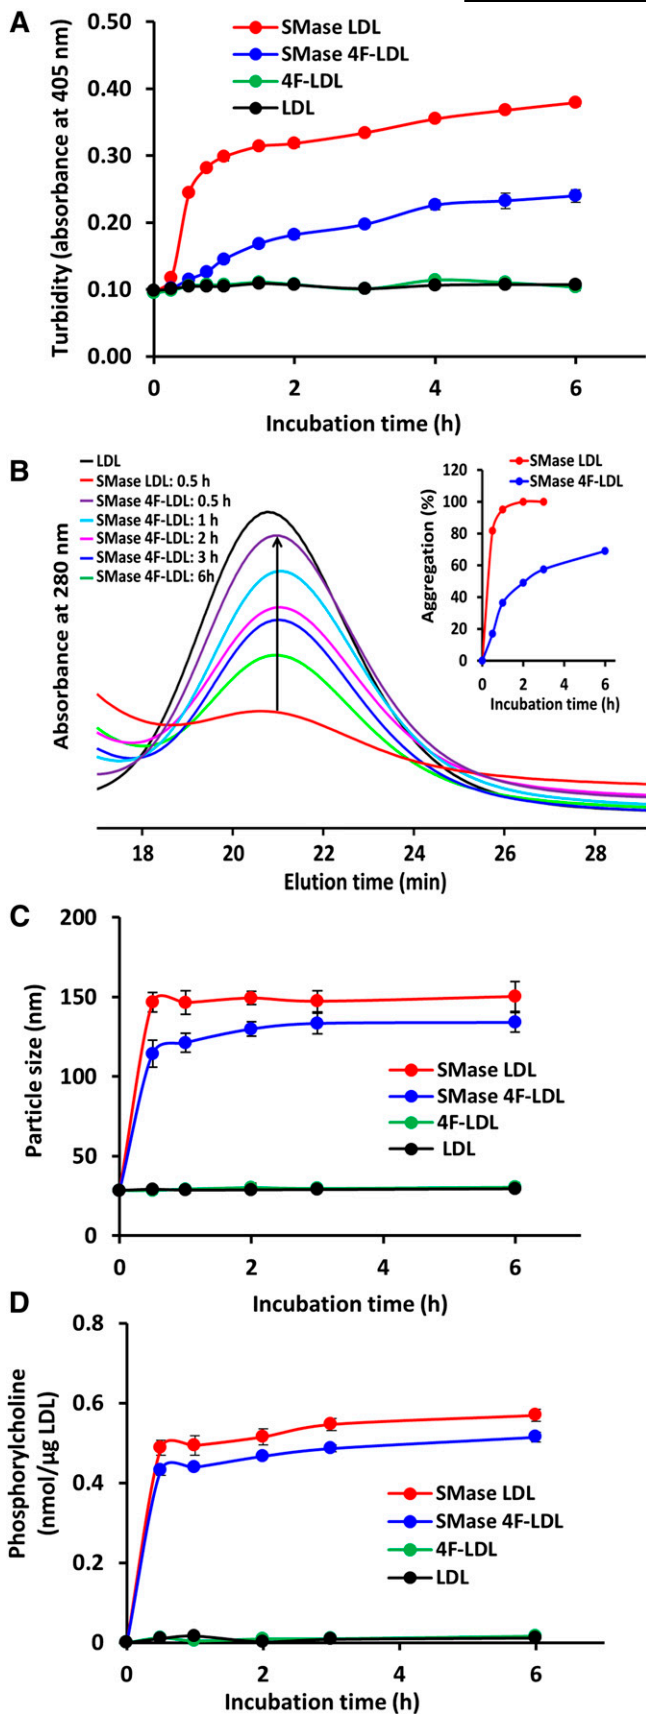 A
SMase LDL
SMase 4F-LDL
4F-LDL
LDL
Turbidity (absorbance at 405 nm)
0.50
0.40
0.30
0.20
0.10
0.00
0 2 4 6
Incubation time (h)
B
LDL
SMase LDL: 0.5 h
SMase 4F-LDL: 0.5 h
SMase 4F-LDL: 1 h
SMase 4F-LDL: 2 h
SMase 4F-LDL: 3 h
SMase 4F-LDL: 6h
Absorbance at 280 nm
18 20 22 24 26 28
Elution time (min)
SMase LDL
SMase 4F-LDL
Aggregation (%)
120
100
80
60
40
20
0
0 2 4 6
Incubation time (h)
C
Particle size (nm)
200
150
100
50
0
SMase LDL
SMase 4F-LDL
4F-LDL
LDL
0 2 4 6
Incubation time (h)
D
Phosphorylcholine
(nmol/µg LDL)
0.8
0.6
0.4
0.2
0
SMase LDL
SMase 4F-LDL
4F-LDL
LDL
0 2 4 6
Incubation time (h)